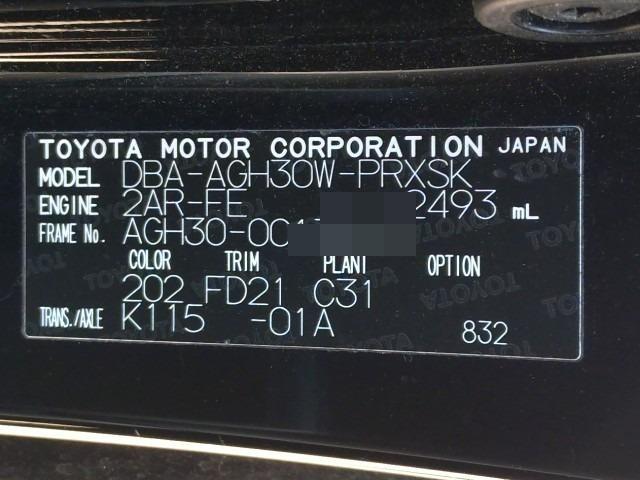 TOYOTA MOTOR CORPORATION JAPAN
MODEL DBA-AGH30W-PRXSK
ENGINE 2AR-FE 2493 mL
FRAME No. AGH30-001
COLOR TRIM PLANT OPTION
202 FD21 C31
TRANS./AXLE K115 -01A 832